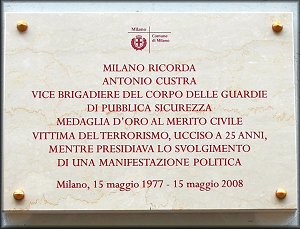 Milano
Comune
di Milano
MILANO RICORDA
ANTONIO CUSTRA
VICE BRIGADIERE DEL CORPO DELLE GUARDIE
DI PUBBLICA SICUREZZA
MEDAGLIA D'ORO AL MERITO CIVILE
VITTIMA DEL TERRORISMO, UCCISO A 25 ANNI,
MENTRE PRESIDIAVA LO SVOLGIMENTO
DI UNA MANIFESTAZIONE POLITICA
Milano, 15 maggio 1977 - 15 maggio 2008